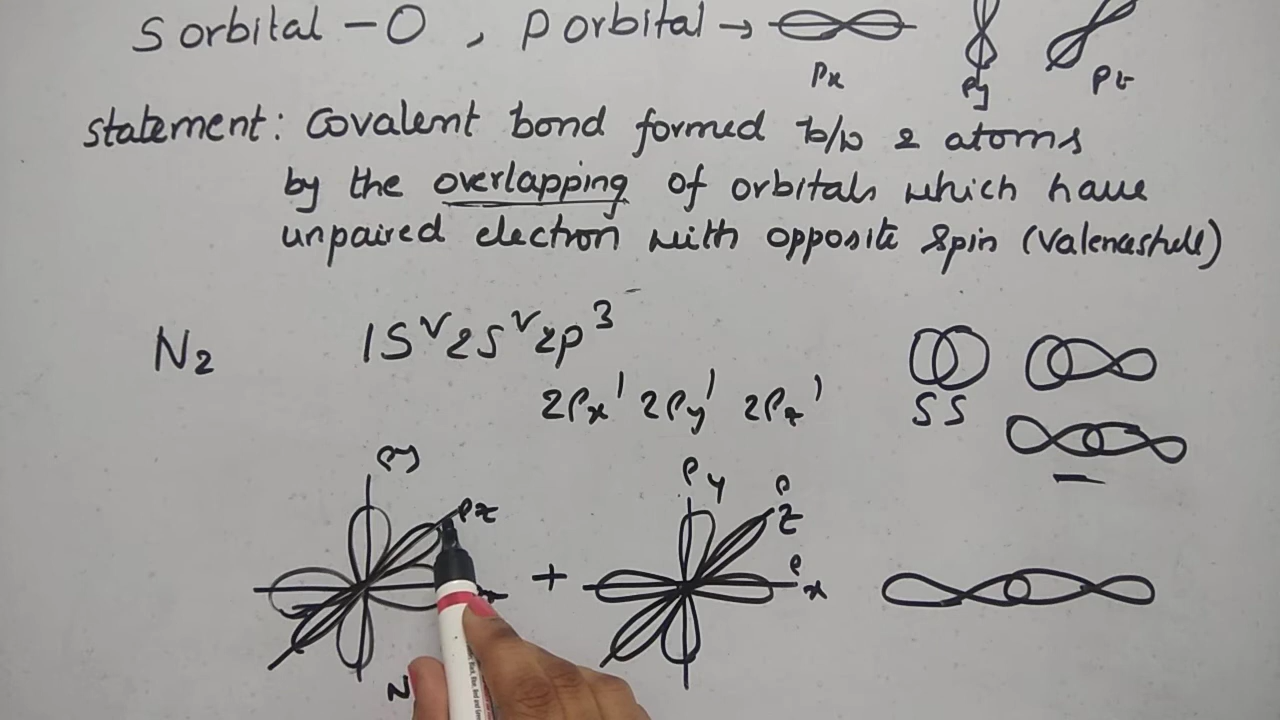 S orbital - O , p orbital →
Px Py Pz
statement: Covalent bond formed b/w 2 atoms
by the overlapping of orbitals which have
unpaired electron with opposite spin (Valenceshell)
N2 1S² 2S² 2p³
2Px¹ 2Py¹ 2Pz¹
S S
Py
Pz
Py
Pz
Px
+
N